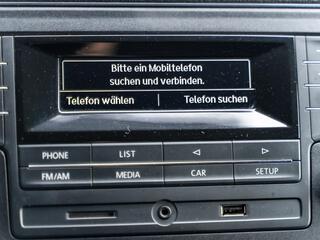 Bitte ein Mobiltelefon
suchen und verbinden.
Telefon wählen | Telefon suchen
PHONE LIST ◁ ▷
FM/AM MEDIA CAR SETUP